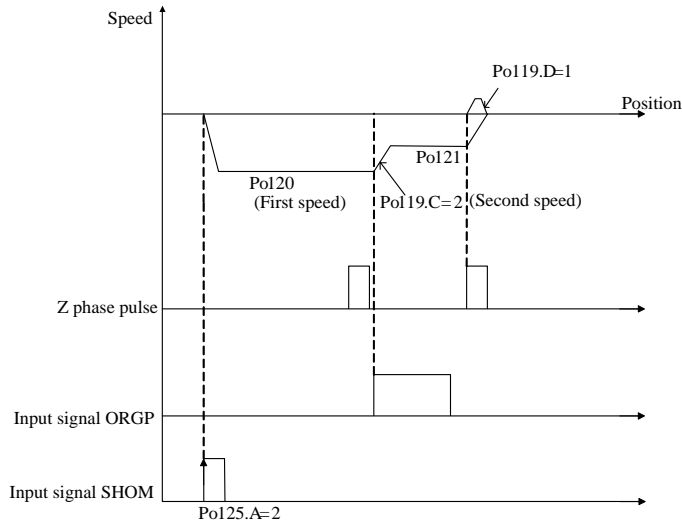 Speed
Po119.D=1
Position
Po120
(First speed)
Po121
Po119.C=2 (Second speed)
Z phase pulse
Input signal ORGP
Input signal SHOM
Po125.A=2